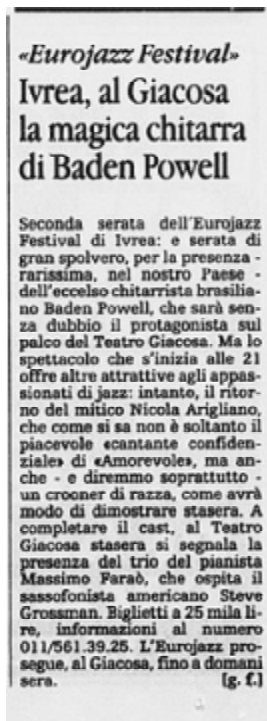 «Eurojazz Festival»
Ivrea, al Giacosa
la magica chitarra
di Baden Powell
Seconda serata dell'Eurojazz
Festival di Ivrea: e serata di
gran spolvero, per la presenza -
rarissima, nel nostro Paese -
dell'eccelso chitarrista brasilia-
no Baden Powell, che sarà sen-
za dubbio il protagonista sul
palco del Teatro Giacosa. Ma lo
spettacolo che s'inizia alle 21
offre altre attrattive agli appas-
sionati di jazz: intanto, il ritor-
no del mitico Nicola Arigliano,
che come si sa non è soltanto il
piacevole «cantante confiden-
ziale» di «Amorevole», ma an-
che - e diremmo soprattutto -
un crooner di razza, come avrà
modo di dimostrare stasera. A
completare il cast, al Teatro
Giacosa stasera si segnala la
presenza del trio del pianista
Massimo Faraò, che ospita il
sassofonista americano Steve
Grossman. Biglietti a 25 mila li-
re, informazioni al numero
011/561.39.25. L'Eurojazz pro-
segue, al Giacosa, fino a domani
sera. [g. f.]